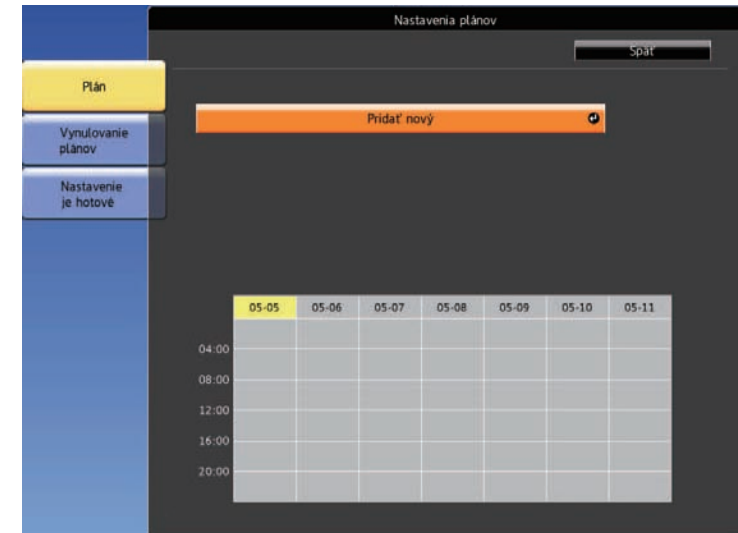 Nastavenia plánov
Späť
Plán
Pridať nový
Vynulovanie
plánov
Nastavenie
je hotové
05-05 05-06 05-07 05-08 05-09 05-10 05-11
04:00
08:00
12:00
16:00
20:00